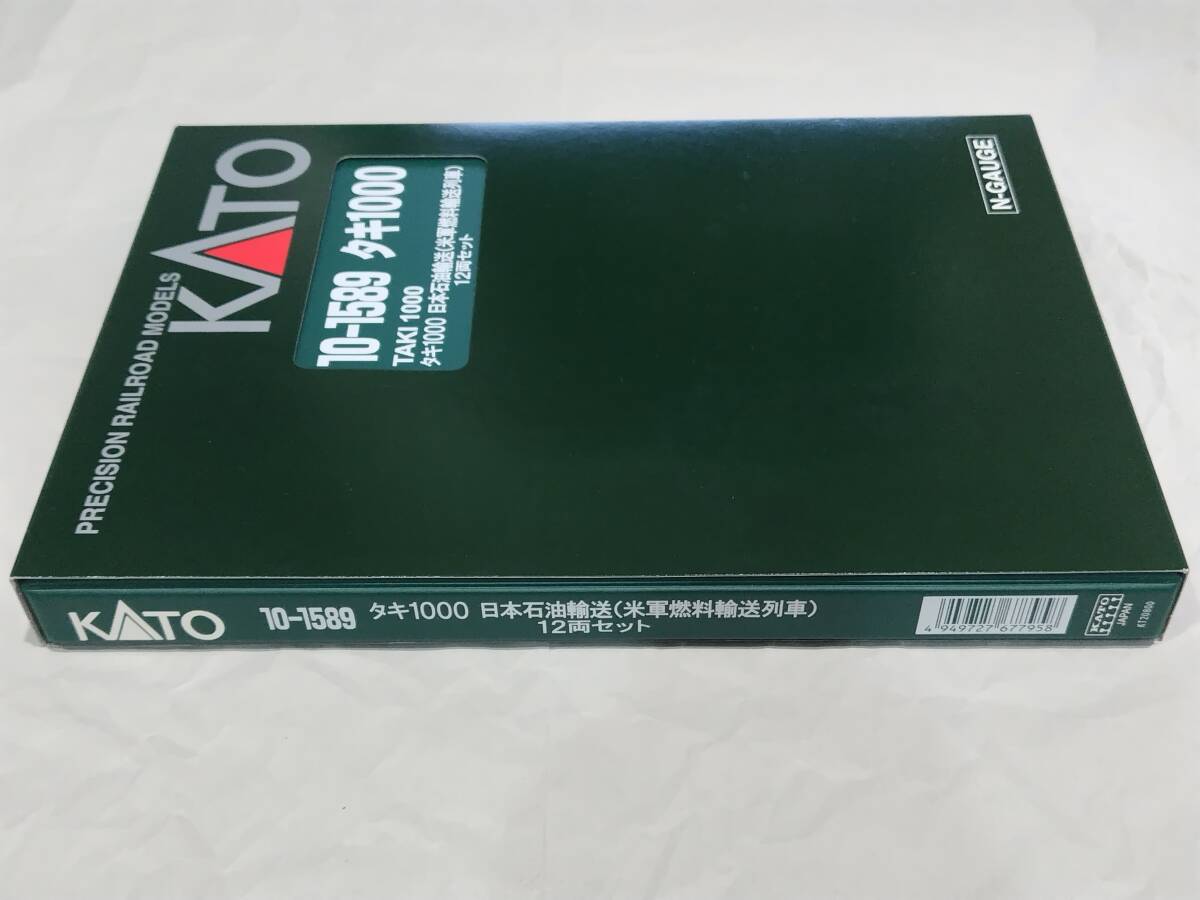 KATO
PRECISION RAILROAD MODELS
10-1589 タキ1000
TAKI 1000
タキ1000 日本石油輸送(米軍燃料輸送列車)
12両セット
N-GAUGE
KATO
10-1589 タキ1000 日本石油輸送(米軍燃料輸送列車)
12両セット
4 949727 677958
KATO
JAPAN
KT20800